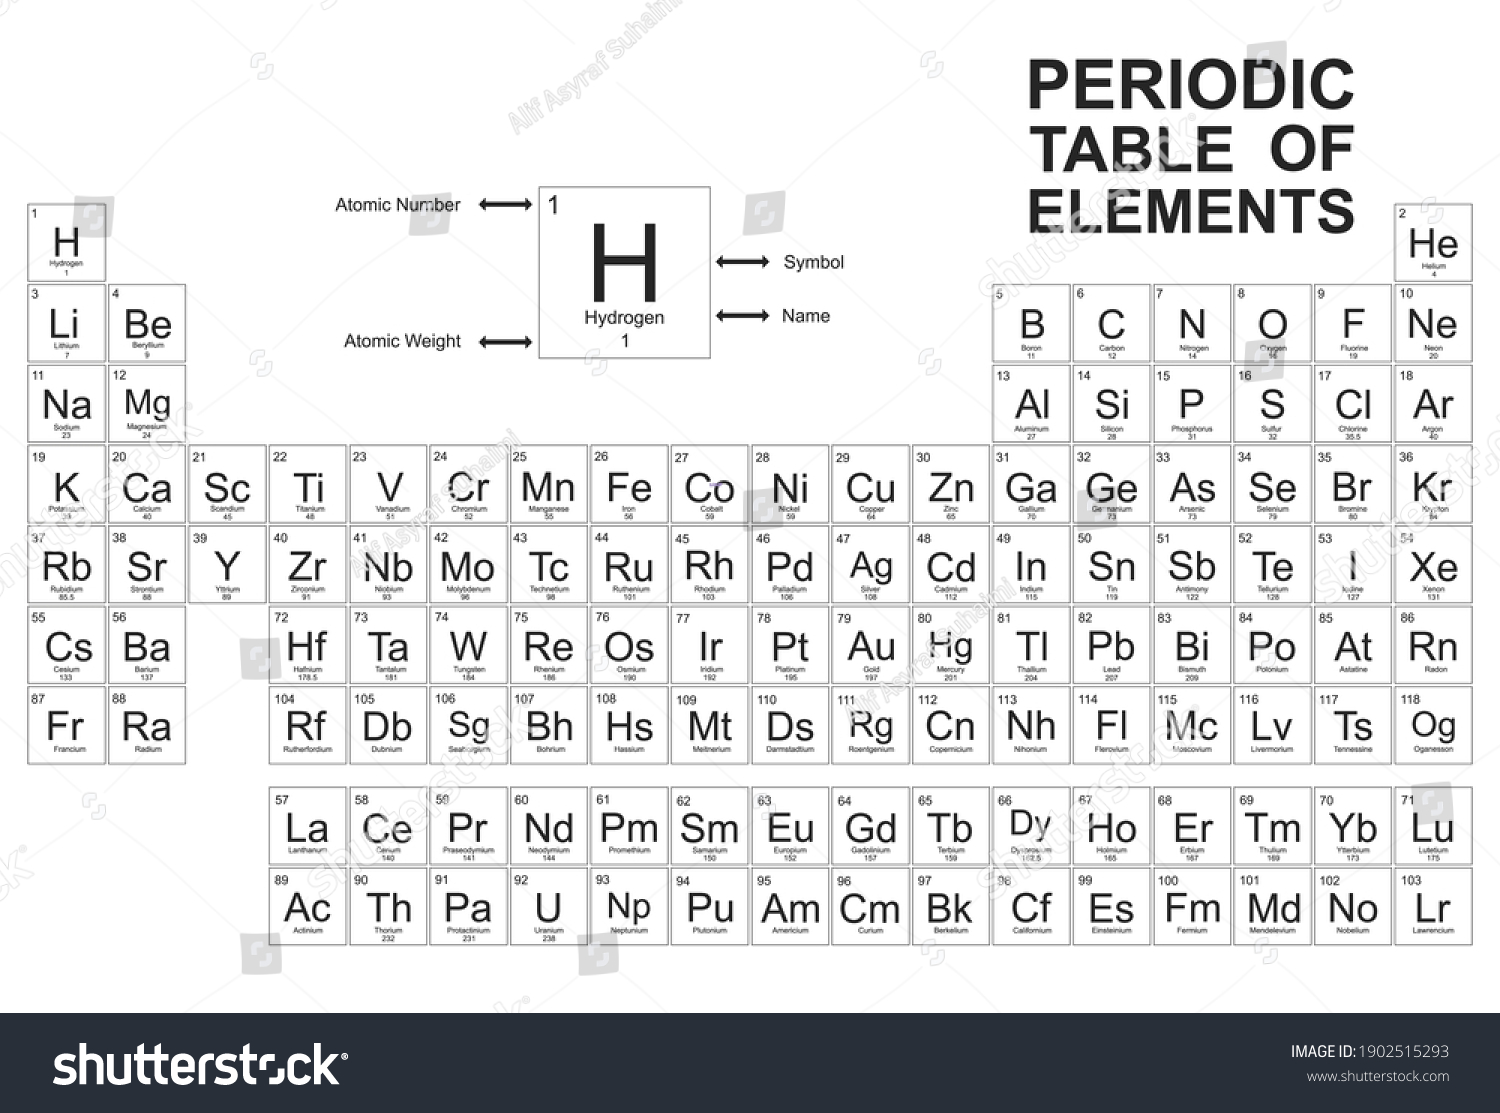 PERIODIC
TABLE OF
ELEMENTS
Atomic Number
1
H
Hydrogen
1
Symbol
Name
Atomic Weight
1 H Hydrogen 1
2 He Helium 4
3 Li Lithium 7
4 Be Beryllium 9
5 B Boron 11
6 C Carbon 12
7 N Nitrogen 14
8 O Oxygen 16
9 F Fluorine 19
10 Ne Neon 20
11 Na Sodium 23
12 Mg Magnesium 24
13 Al Aluminum 27
14 Si Silicon 28
15 P Phosphorus 31
16 S Sulfur 32
17 Cl Chlorine 35.5
18 Ar Argon 40
19 K Potassium 39
20 Ca Calcium 40
21 Sc Scandium 45
22 Ti Titanium 48
23 V Vanadium 51
24 Cr Chromium 52
25 Mn Manganese 55
26 Fe Iron 56
27 Co Cobalt 59
28 Ni Nickel 59
29 Cu Copper 64
30 Zn Zinc 65
31 Ga Gallium 70
32 Ge Germanium 73
33 As Arsenic 73
34 Se Selenium 79
35 Br Bromine 80
36 Kr Krypton 84
37 Rb Rubidium 85.5
38 Sr Strontium 88
39 Y Yttrium 89
40 Zr Zirconium 91
41 Nb Niobium 93
42 Mo Molybdenum 96
43 Tc Technetium 98
44 Ru Ruthenium 101
45 Rh Rhodium 103
46 Pd Palladium 106
47 Ag Silver 108
48 Cd Cadmium 112
49 In Indium 115
50 Sn Tin 119
51 Sb Antimony 122
52 Te Tellurium 128
53 I Iodine 127
54 Xe Xenon 131
55 Cs Cesium 133
56 Ba Barium 137
72 Hf Hafnium 178.5
73 Ta Tantalum 181
74 W Tungsten 184
75 Re Rhenium 186
76 Os Osmium 190
77 Ir Iridium 192
78 Pt Platinum 195
79 Au Gold 197
80 Hg Mercury 201
81 Tl Thallium 204
82 Pb Lead 207
83 Bi Bismuth 209
84 Po Polonium
85 At Astatine
86 Rn Radon
87 Fr Francium
88 Ra Radium
104 Rf Rutherfordium
105 Db Dubnium
106 Sg Seaborgium
107 Bh Bohrium
108 Hs Hassium
109 Mt Meitnerium
110 Ds Darmstadtium
111 Rg Roentgenium
112 Cn Copernicium
113 Nh Nihonium
114 Fl Flerovium
115 Mc Moscovium
116 Lv Livermorium
117 Ts Tennessine
118 Og Oganesson
57 La Lanthanum
58 Ce Cerium 140
59 Pr Praseodymium 141
60 Nd Neodymium 144
61 Pm Promethium
62 Sm Samarium 150
63 Eu Europium 152
64 Gd Gadolinium 157
65 Tb Terbium 159
66 Dy Dysprosium 162.5
67 Ho Holmium 165
68 Er Erbium 167
69 Tm Thulium 169
70 Yb Ytterbium 173
71 Lu Lutetium 175
89 Ac Actinium
90 Th Thorium 232
91 Pa Protactinium 231
92 U Uranium 238
93 Np Neptunium
94 Pu Plutonium
95 Am Americium
96 Cm Curium
97 Bk Berkelium
98 Cf Californium
99 Es Einsteinium
100 Fm Fermium
101 Md Mendelevium
102 No Nobelium
103 Lr Lawrencium
shutterstock
Alif Asyraf Suhaimi
shutterstock
IMAGE ID: 1902515293
www.shutterstock.com